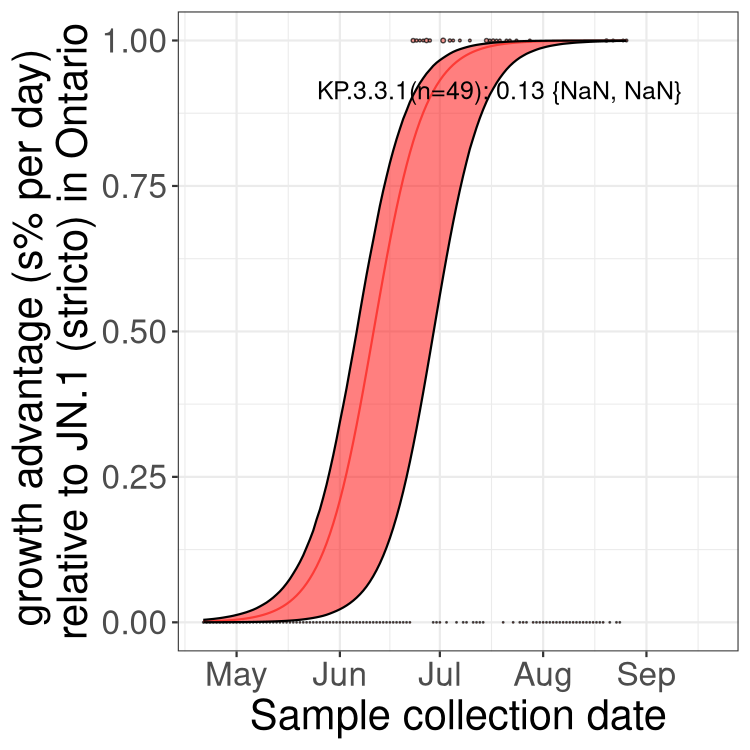 growth advantage (s% per day)
relative to JN.1 (stricto) in Ontario
1.00
0.75
0.50
0.25
0.00
KP.3.3.1(n=49): 0.13 {NaN, NaN}
May Jun Jul Aug Sep
Sample collection date